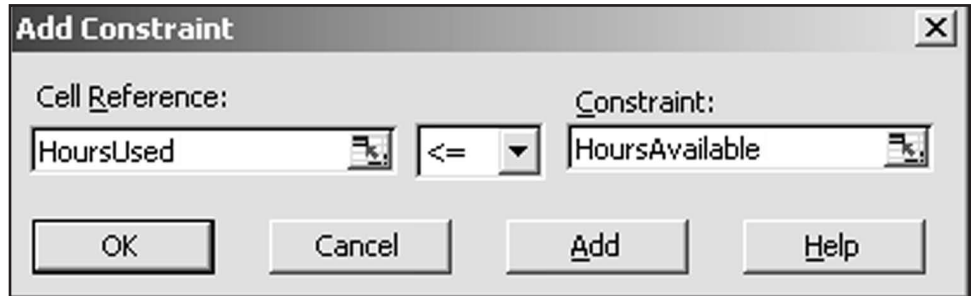 Add Constraint
Cell Reference:
Constraint:
HoursUsed
<=
HoursAvailable
OK
Cancel
Add
Help